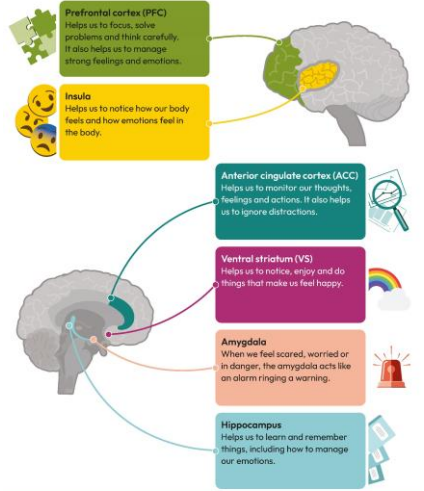 Prefrontal cortex (PFC)
Helps us to focus, solve
problems and think carefully.
It also helps us to manage
strong feelings and emotions.
Insula
Helps us to notice how our body
feels and how emotions feel in
the body.
Anterior cingulate cortex (ACC)
Helps us to monitor our thoughts,
feelings and actions. It also helps
us to ignore distractions.
Ventral striatum (VS)
Helps us to notice, enjoy and do
things that make us feel happy.
Amygdala
When we feel scared, worried or
in danger, the amygdala acts like
an alarm ringing a warning.
Hippocampus
Helps us to learn and remember
things, including how to manage
our emotions.